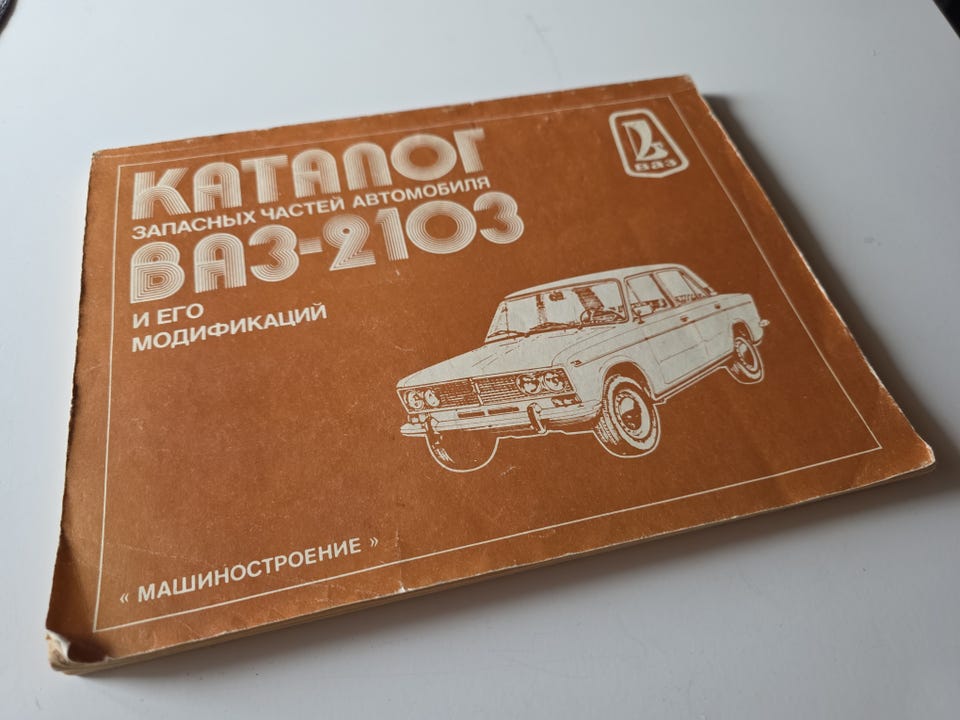 КАТАЛОГ
ЗАПАСНЫХ ЧАСТЕЙ АВТОМОБИЛЯ
ВАЗ-2103
И ЕГО
МОДИФИКАЦИЙ
ВАЗ
« МАШИНОСТРОЕНИЕ »